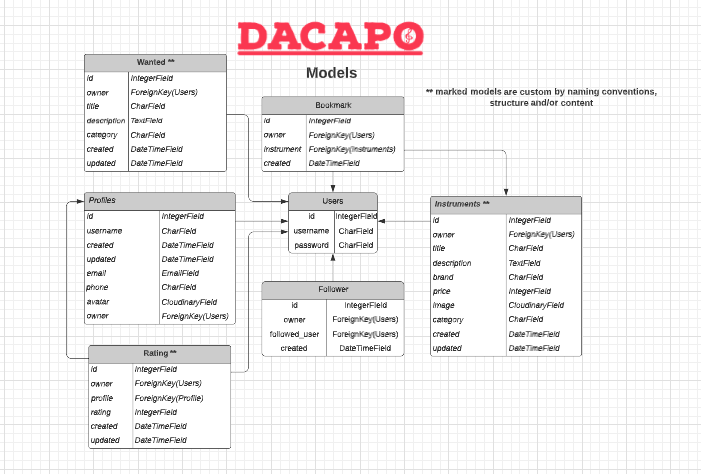 DACAPO
Models
** marked models are custom by naming conventions,
structure and/or content
Wanted **
id IntegerField
owner ForeignKey(Users)
title CharField
description TextField
category CharField
created DateTimeField
updated DateTimeField
Bookmark
id IntegerField
owner ForeignKey(Users)
instrument ForeignKey(Instruments)
created DateTimeField
Profiles
id IntegerField
username CharField
created DateTimeField
updated DateTimeField
email EmailField
phone CharField
avatar CloudinaryField
owner ForeignKey(Users)
Users
id IntegerField
username CharField
password CharField
Instruments **
id IntegerField
owner ForeignKey(Users)
title CharField
description TextField
brand CharField
price IntegerField
image CloudinaryField
category CharField
created DateTimeField
updated DateTimeField
Follower
id IntegerField
owner ForeignKey(Users)
followed_user ForeignKey(Users)
created DateTimeField
Rating **
id IntegerField
owner ForeignKey(Users)
profile ForeignKey(Profile)
rating IntegerField
created DateTimeField
updated DateTimeField